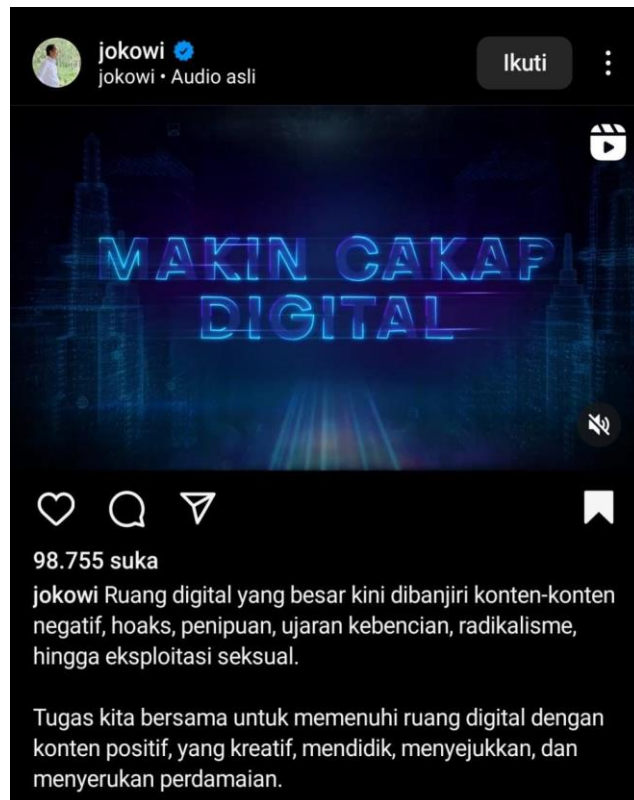 jokowi
Ikuti
jokowi • Audio asli
MAKIN CAKAP
DIGITAL
98.755 suka
jokowi Ruang digital yang besar kini dibanjiri konten-konten
negatif, hoaks, penipuan, ujaran kebencian, radikalisme,
hingga eksploitasi seksual.
Tugas kita bersama untuk memenuhi ruang digital dengan
konten positif, yang kreatif, mendidik, menyejukkan, dan
menyerukan perdamaian.